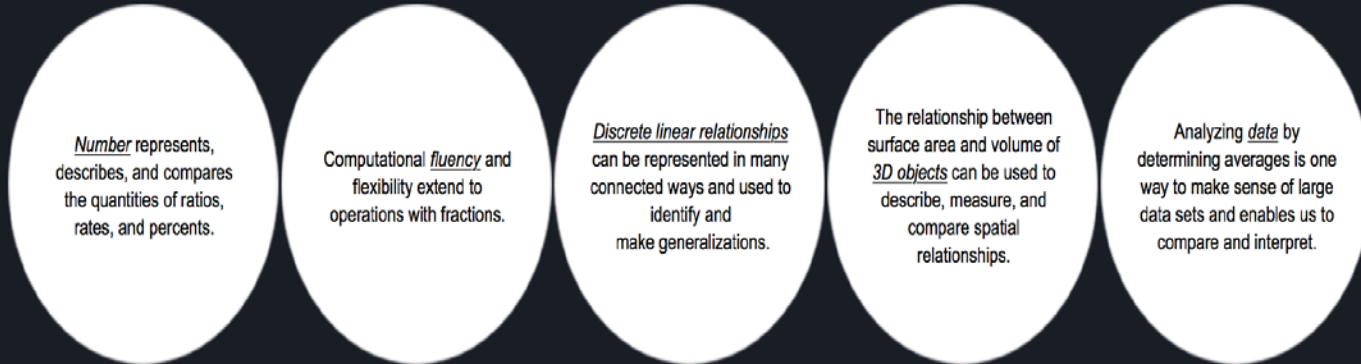 Number represents,
describes, and compares
the quantities of ratios,
rates, and percents.
Computational fluency and
flexibility extend to
operations with fractions.
Discrete linear relationships
can be represented in many
connected ways and used to
identify and
make generalizations.
The relationship between
surface area and volume of
3D objects can be used to
describe, measure, and
compare spatial
relationships.
Analyzing data by
determining averages is one
way to make sense of large
data sets and enables us to
compare and interpret.